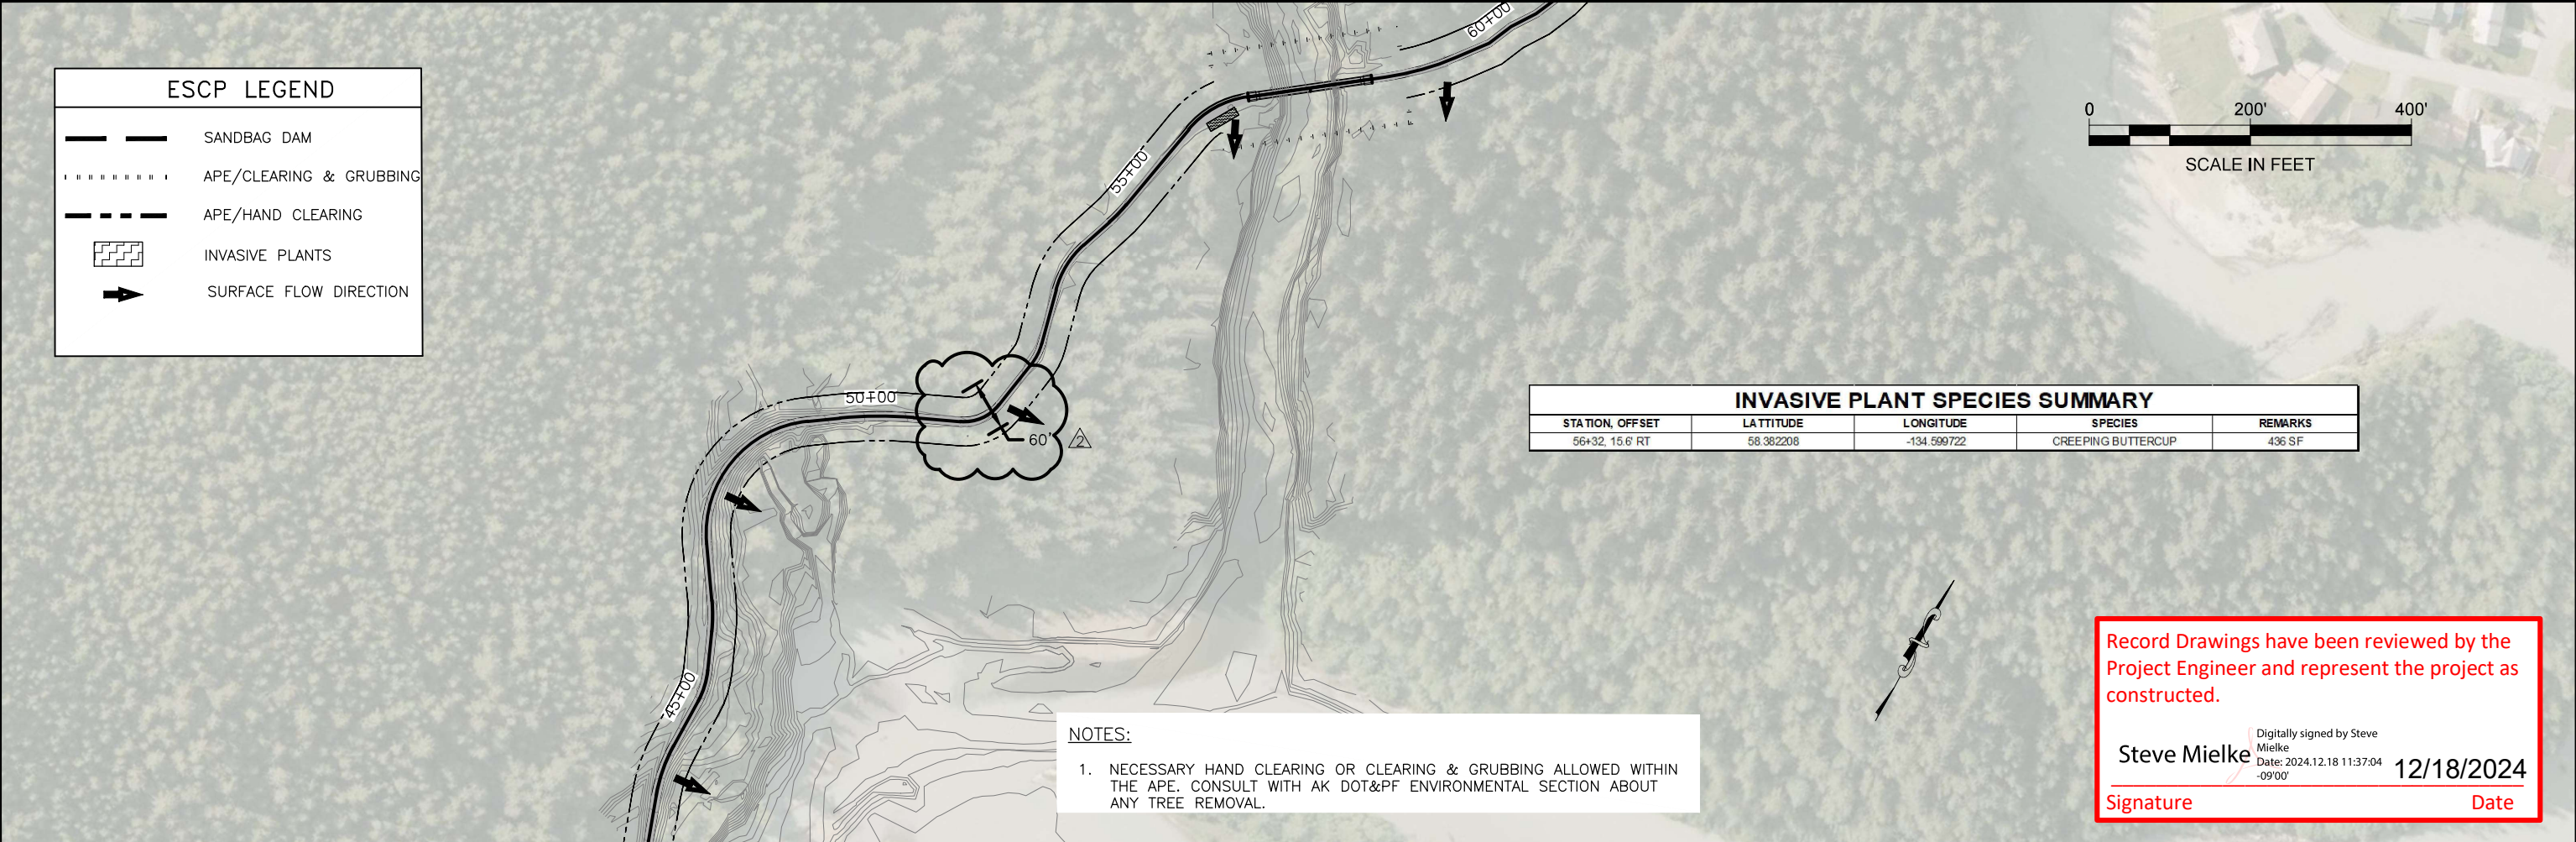 ESCP LEGEND
SANDBAG DAM
APE/CLEARING & GRUBBING
APE/HAND CLEARING
INVASIVE PLANTS
SURFACE FLOW DIRECTION
60+00
55+00
50+00
45+00
60'
2
0 200' 400'
SCALE IN FEET
INVASIVE PLANT SPECIES SUMMARY
STATION, OFFSET LATTITUDE LONGITUDE SPECIES REMARKS
56+32, 15.6' RT 58.382208 -134.599722 CREEPING BUTTERCUP 436 SF
NOTES:
1. NECESSARY HAND CLEARING OR CLEARING & GRUBBING ALLOWED WITHIN
THE APE. CONSULT WITH AK DOT&PF ENVIRONMENTAL SECTION ABOUT
ANY TREE REMOVAL.
Record Drawings have been reviewed by the
Project Engineer and represent the project as
constructed.
Steve Mielke
Digitally signed by Steve
Mielke
Date: 2024.12.18 11:37:04
-09'00'
12/18/2024
Signature Date